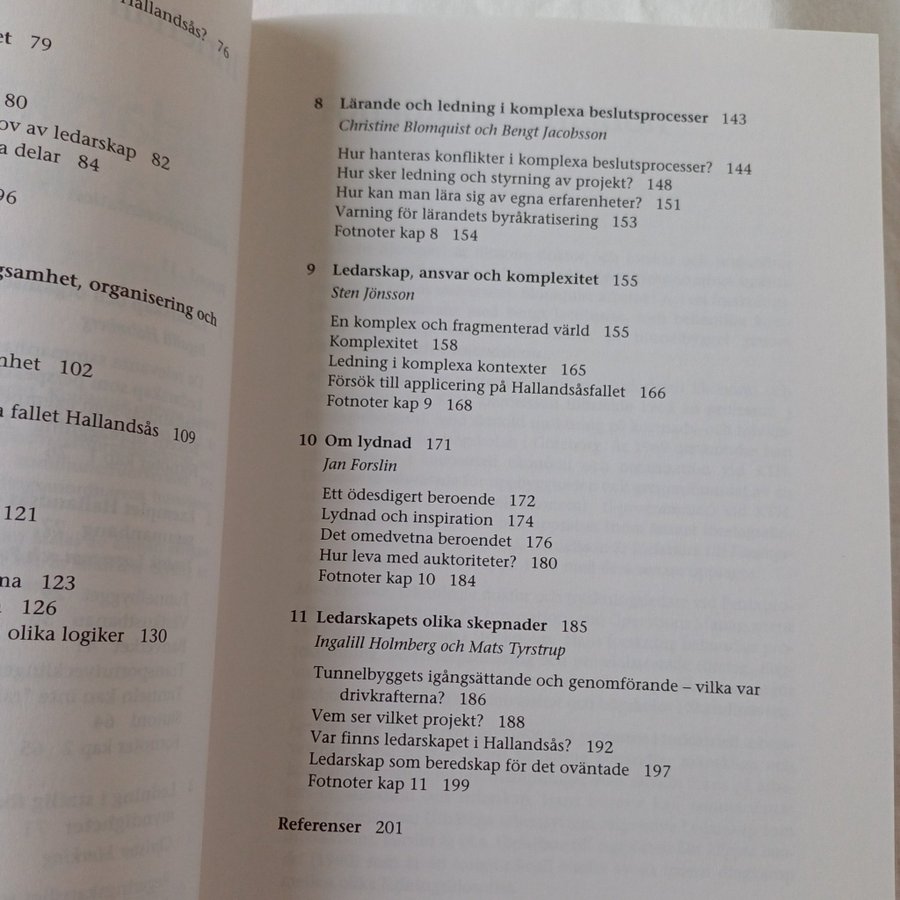 Hallandsås? 76
79
80
ov av ledarskap 82
a delar 84
96
gsamhet, organisering och
nhet 102
fallet Hallandsås 109
121
ma 123
126
olika logiker 130
8 Lärande och ledning i komplexa beslutsprocesser 143
Christine Blomquist och Bengt Jacobsson
Hur hanteras konflikter i komplexa beslutsprocesser? 144
Hur sker ledning och styrning av projekt? 148
Hur kan man lära sig av egna erfarenheter? 151
Varning för lärandets byråkratisering 153
Fotnoter kap 8 154
9 Ledarskap, ansvar och komplexitet 155
Sten Jönsson
En komplex och fragmenterad värld 155
Komplexitet 158
Ledning i komplexa kontexter 165
Försök till applicering på Hallandsåsfallet 166
Fotnoter kap 9 168
10 Om lydnad 171
Jan Forslin
Ett ödesdigert beroende 172
Lydnad och inspiration 174
Det omedvetna beroendet 176
Hur leva med auktoriteter? 180
Fotnoter kap 10 184
11 Ledarskapets olika skepnader 185
Ingalill Holmberg och Mats Tyrstrup
Tunnelbyggets igångsättande och genomförande – vilka var
drivkrafterna? 186
Vem ser vilket projekt? 188
Var finns ledarskapet i Hallandsås? 192
Ledarskap som beredskap för det oväntade 197
Fotnoter kap 11 199
Referenser 201